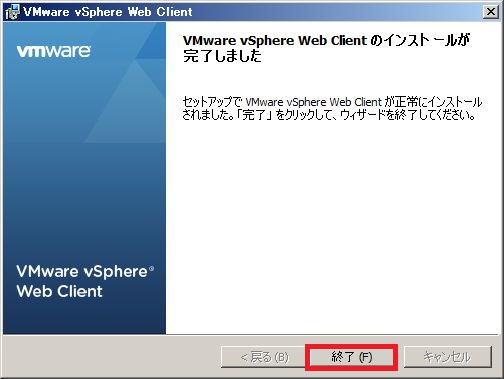 VMware vSphere Web Client
vmware
VMware vSphere Web Client のインストールが
完了しました
セットアップで VMware vSphere Web Client が正常にインストール
されました。「完了」をクリックして、ウィザードを終了してください。
VMware vSphere®
Web Client
< 戻る(B)
終了(F)
キャンセル